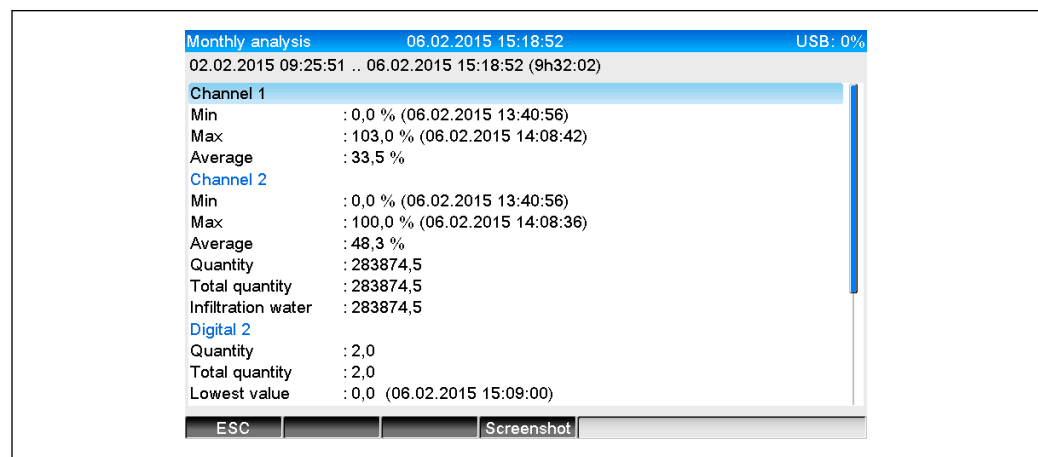 Monthly analysis 06.02.2015 15:18:52 USB: 0%
02.02.2015 09:25:51 .. 06.02.2015 15:18:52 (9h32:02)
Channel 1
Min : 0,0 % (06.02.2015 13:40:56)
Max : 103,0 % (06.02.2015 14:08:42)
Average : 33,5 %
Channel 2
Min : 0,0 % (06.02.2015 13:40:56)
Max : 100,0 % (06.02.2015 14:08:36)
Average : 48,3 %
Quantity : 283874,5
Total quantity : 283874,5
Infiltration water : 283874,5
Digital 2
Quantity : 2,0
Total quantity : 2,0
Lowest value : 0,0 (06.02.2015 15:09:00)
ESC Screenshot